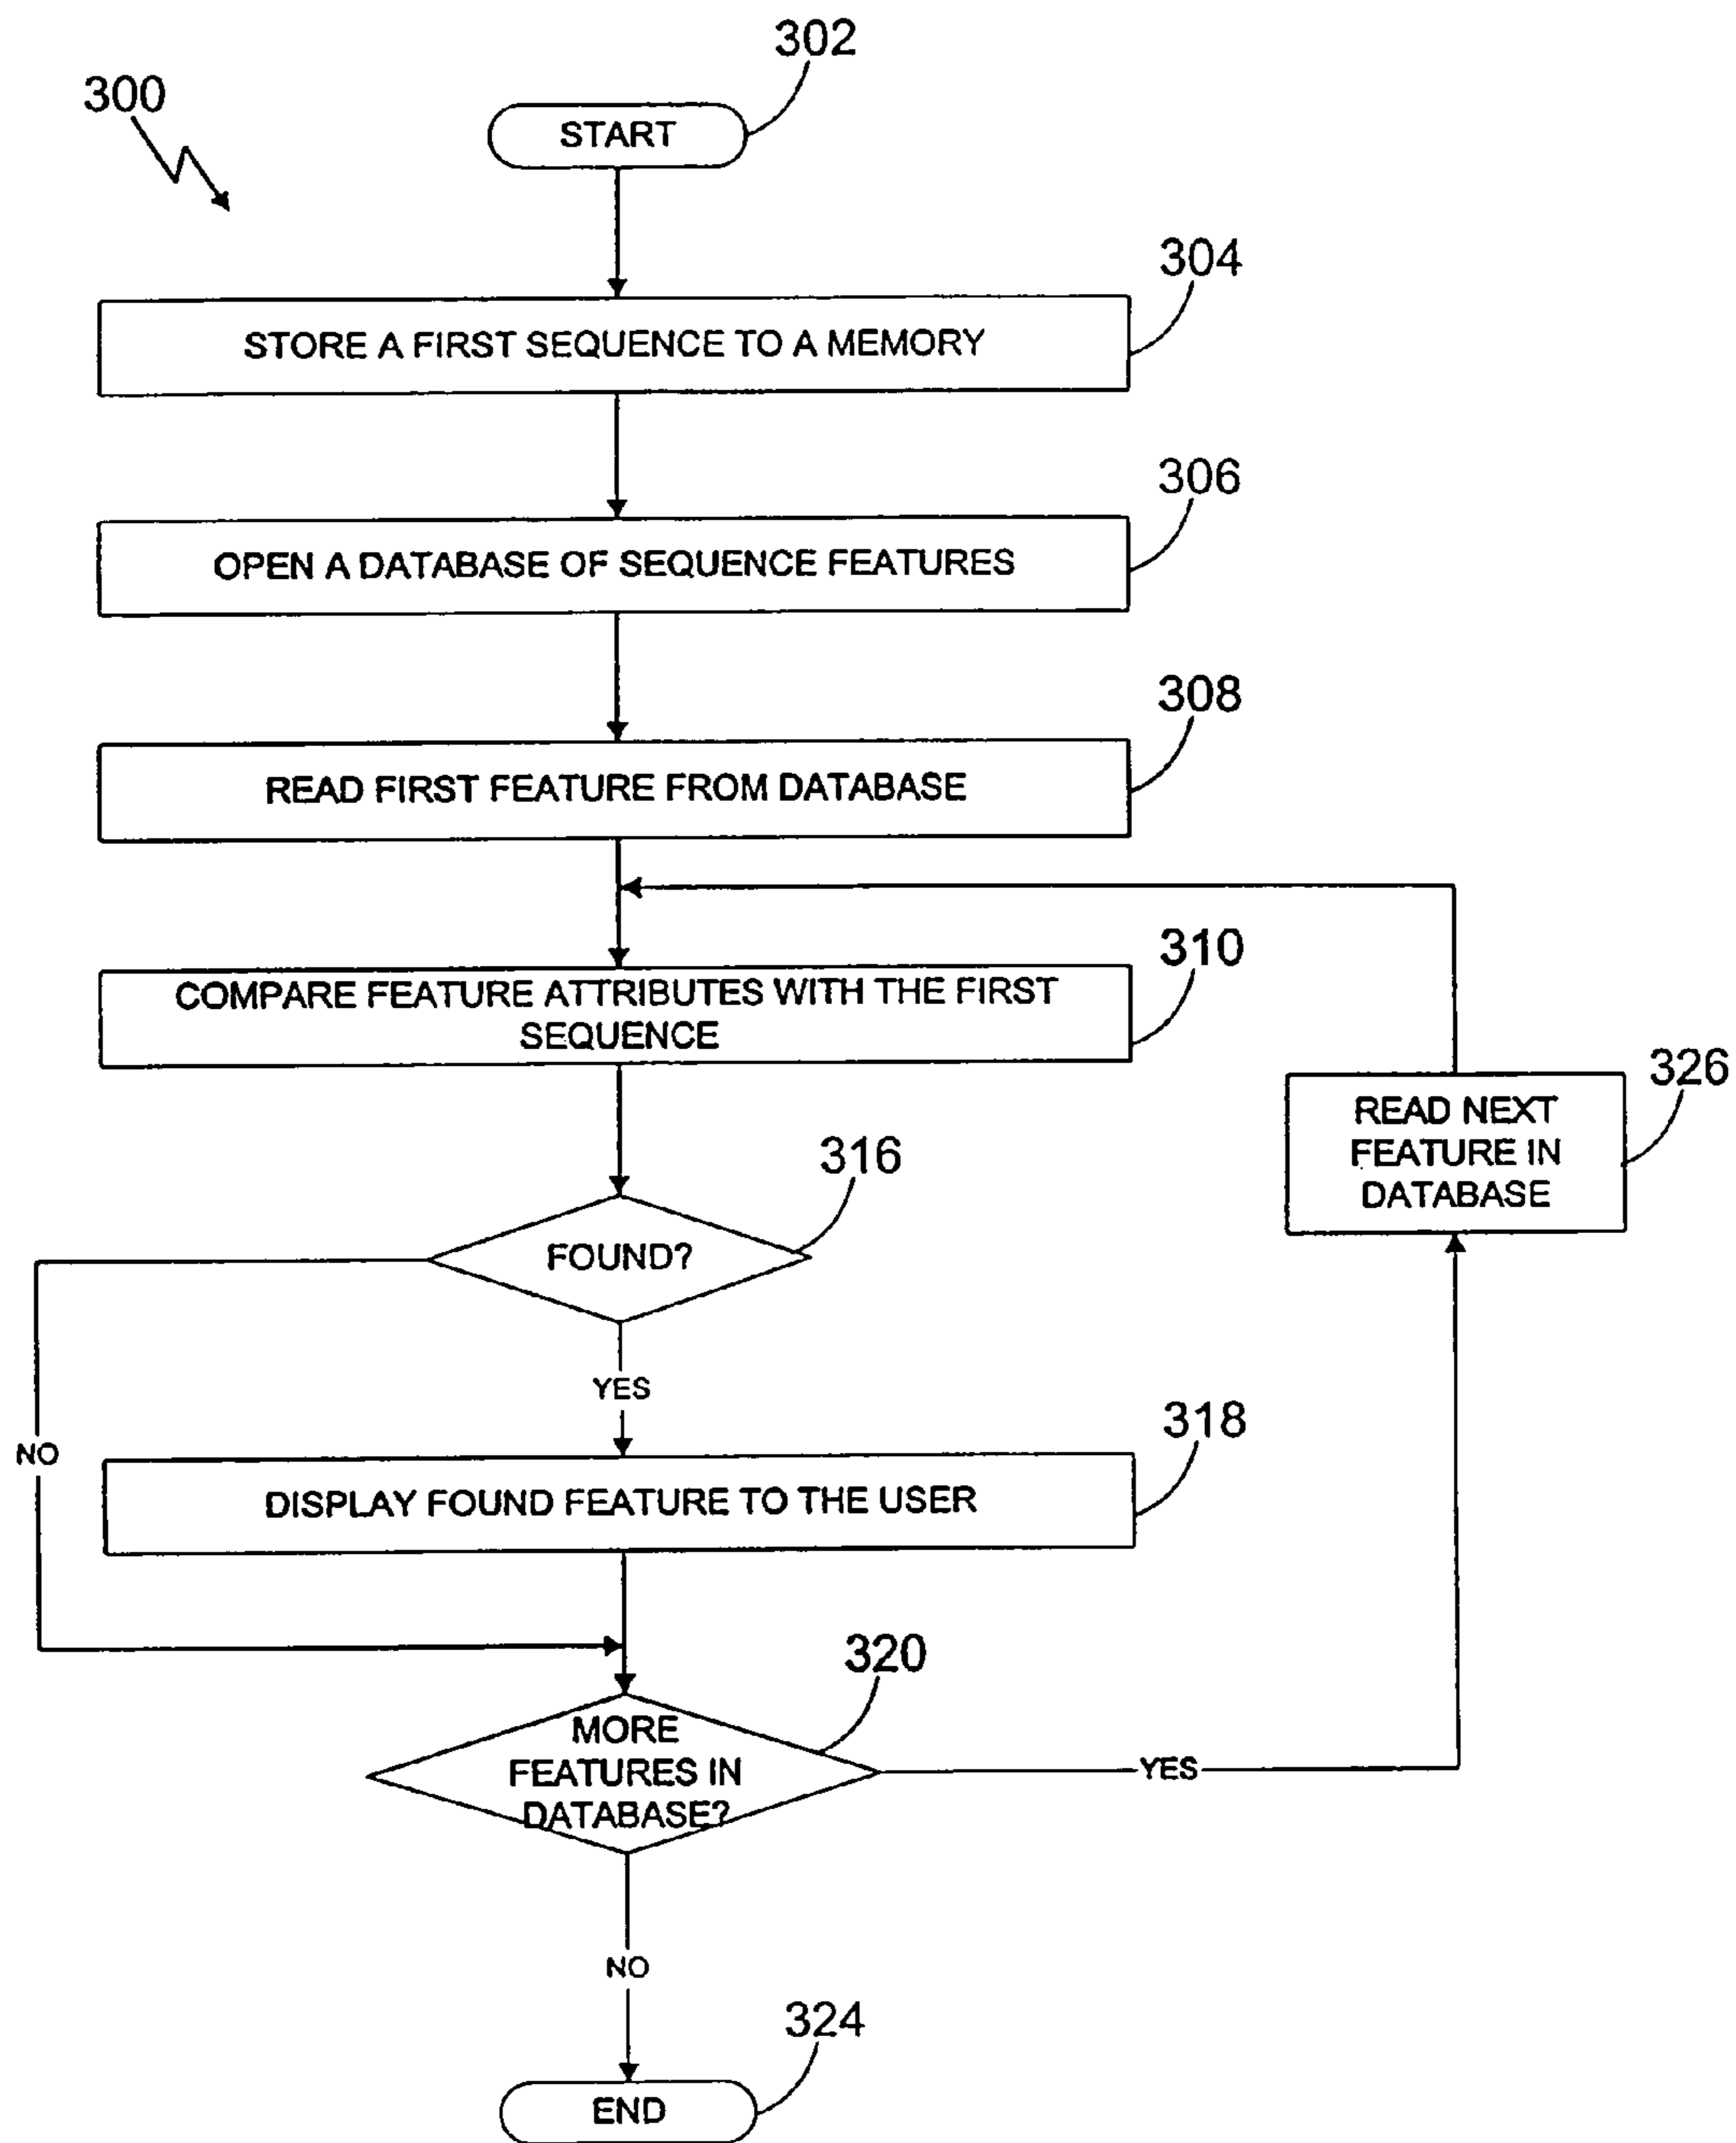 302
300
START
304
STORE A FIRST SEQUENCE TO A MEMORY
306
OPEN A DATABASE OF SEQUENCE FEATURES
308
READ FIRST FEATURE FROM DATABASE
310
COMPARE FEATURE ATTRIBUTES WITH THE FIRST
SEQUENCE
326
READ NEXT
FEATURE IN
DATABASE
316
FOUND?
YES
NO
318
DISPLAY FOUND FEATURE TO THE USER
320
MORE
FEATURES IN
DATABASE?
YES
NO
324
END